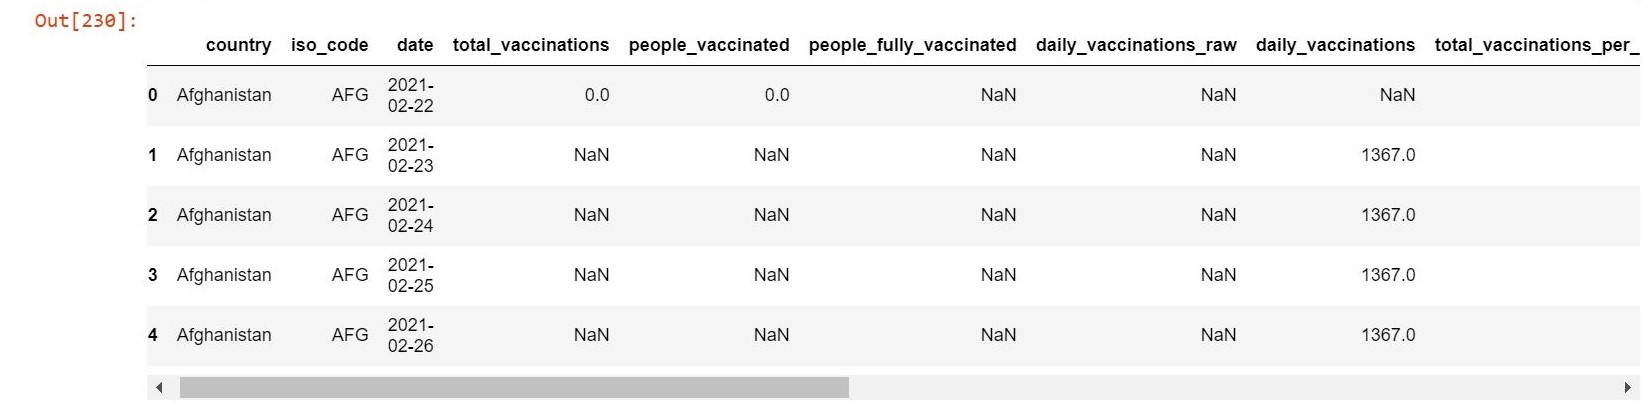 Out[230]:
country iso_code date total_vaccinations people_vaccinated people_fully_vaccinated daily_vaccinations_raw daily_vaccinations total_vaccinations_per_
0 Afghanistan AFG 2021-02-22 0.0 0.0 NaN NaN NaN
1 Afghanistan AFG 2021-02-23 NaN NaN NaN NaN 1367.0
2 Afghanistan AFG 2021-02-24 NaN NaN NaN NaN 1367.0
3 Afghanistan AFG 2021-02-25 NaN NaN NaN NaN 1367.0
4 Afghanistan AFG 2021-02-26 NaN NaN NaN NaN 1367.0